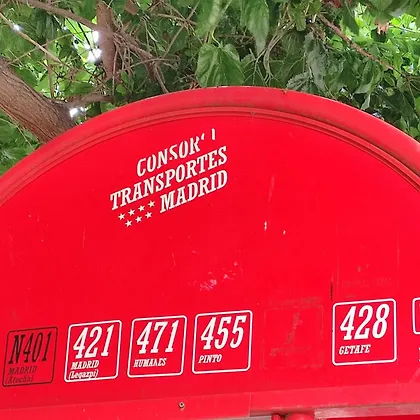 CONSOR
TRANSPORTES
MADRID
N401
MADRID
(Atocha)
421
MADRID
(Legazpi)
471
HUMANES
455
PINTO
428
GETAFE